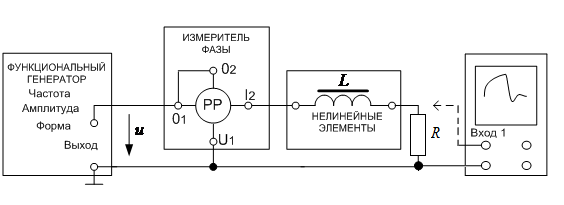 ФУНКЦИОНАЛЬНЫЙ
ГЕНЕРАТОР
Частота
Амплитуда
Форма
Выход
u
ИЗМЕРИТЕЛЬ
ФАЗЫ
02
01
PP
I2
U1
L
НЕЛИНЕЙНЫЕ
ЭЛЕМЕНТЫ
R
Вход 1